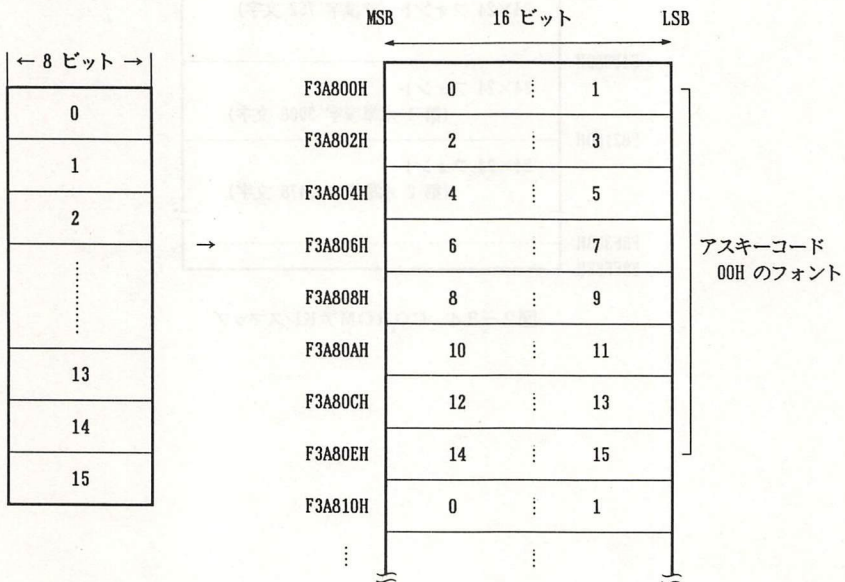 MSB 16 ビット LSB
← 8 ビット →
0
1
2
13
14
15
→
F3A800H 0 1
F3A802H 2 3
F3A804H 4 5
F3A806H 6 7
F3A808H 8 9
F3A80AH 10 11
F3A80CH 12 13
F3A80EH 14 15
F3A810H 0 1
アスキーコード
00H のフォント